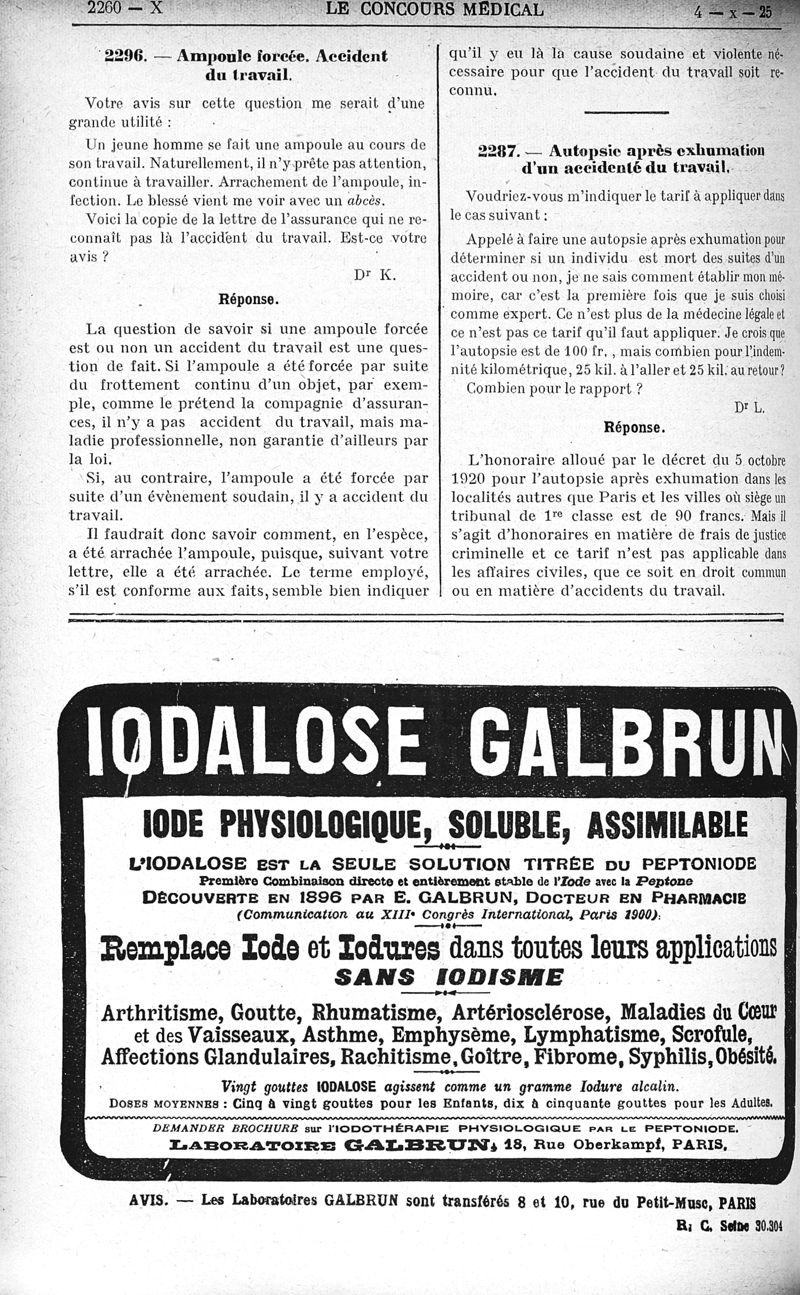 2260 — X
LE CONCOURS MÉDICAL
4 — x — 25
2296. — Ampoule forcée. Accident
du travail.
Votre avis sur cette question me serait d'une
grande utilité :
Un jeune homme se fait une ampoule au cours de
son travail. Naturellement, il n'y prête pas attention,
continue à travailler. Arrachement de l'ampoule, in-
fection. Le blessé vient me voir avec un abcès.
Voici la copie de la lettre de l'assurance qui ne re-
connaît pas là l'accident du travail. Est-ce votre
avis ?
Dr K.
Réponse.
La question de savoir si une ampoule forcée
est ou non un accident du travail est une ques-
tion de fait. Si l'ampoule a été forcée par suite
du frottement continu d'un objet, par exem-
ple, comme le prétend la compagnie d'assuran-
ces, il n'y a pas accident du travail, mais ma-
ladie professionnelle, non garantie d'ailleurs par
la loi.
Si, au contraire, l'ampoule a été forcée par
suite d'un évènement soudain, il y a accident du
travail.
Il faudrait donc savoir comment, en l'espèce,
a été arrachée l'ampoule, puisque, suivant votre
lettre, elle a été arrachée. Le terme employé,
s'il est conforme aux faits, semble bien indiquer
qu'il y eu là la cause soudaine et violente né-
cessaire pour que l'accident du travail soit re-
connu.
2287. — Autopsie après exhumation
d'un accidenté du travail.
Voudriez-vous m'indiquer le tarif à appliquer dans
le cas suivant :
Appelé à faire une autopsie après exhumation pour
déterminer si un individu est mort des suites d'un
accident ou non, je ne sais comment établir mon mé-
moire, car c'est la première fois que je suis choisi
comme expert. Ce n'est plus de la médecine légale et
ce n'est pas ce tarif qu'il faut appliquer. Je crois que
l'autopsie est de 100 fr. , mais combien pour l'indem-
nité kilométrique, 25 kil. à l'aller et 25 kil. au retour ?
Combien pour le rapport ?
Dr L.
Réponse.
L'honoraire alloué par le décret du 5 octobre
1920 pour l'autopsie après exhumation dans les
localités autres que Paris et les villes où siège un
tribunal de 1re classe est de 90 francs. Mais il
s'agit d'honoraires en matière de frais de justice
criminelle et ce tarif n'est pas applicable dans
les affaires civiles, que ce soit en droit commun
ou en matière d'accidents du travail.
IODALOSE GALBRUN
IODE PHYSIOLOGIQUE, SOLUBLE, ASSIMILABLE
L'IODALOSE EST LA SEULE SOLUTION TITRÉE DU PEPTONIODE
Première Combinaison directe et entièrement stable de l'Iode avec la Peptone
DÉCOUVERTE EN 1896 PAR E. GALBRUN, DOCTEUR EN PHARMACIE
(Communication au XIIIe Congrès International, Paris 1900).
Remplace Iode et Iodures dans toutes leurs applications
SANS IODISME
Arthritisme, Goutte, Rhumatisme, Artériosclérose, Maladies du Cœur
et des Vaisseaux, Asthme, Emphysème, Lymphatisme, Scrofule,
Affections Glandulaires, Rachitisme, Goître, Fibrome, Syphilis, Obésité.
Vingt gouttes IODALOSE agissent comme un gramme Iodure alcalin.
DOSES MOYENNES : Cinq à vingt gouttes pour les Enfants, dix à cinquante gouttes pour les Adultes.
DEMANDER BROCHURE sur l'IODOTHÉRAPIE PHYSIOLOGIQUE PAR LE PEPTONIODE.
LABORATOIRE GALBRUN, 18, Rue Oberkampf, PARIS.
AVIS. — Les Laboratoires GALBRUN sont transférés 8 et 10, rue du Petit-Musc, PARIS
R. C. Seine 30.304